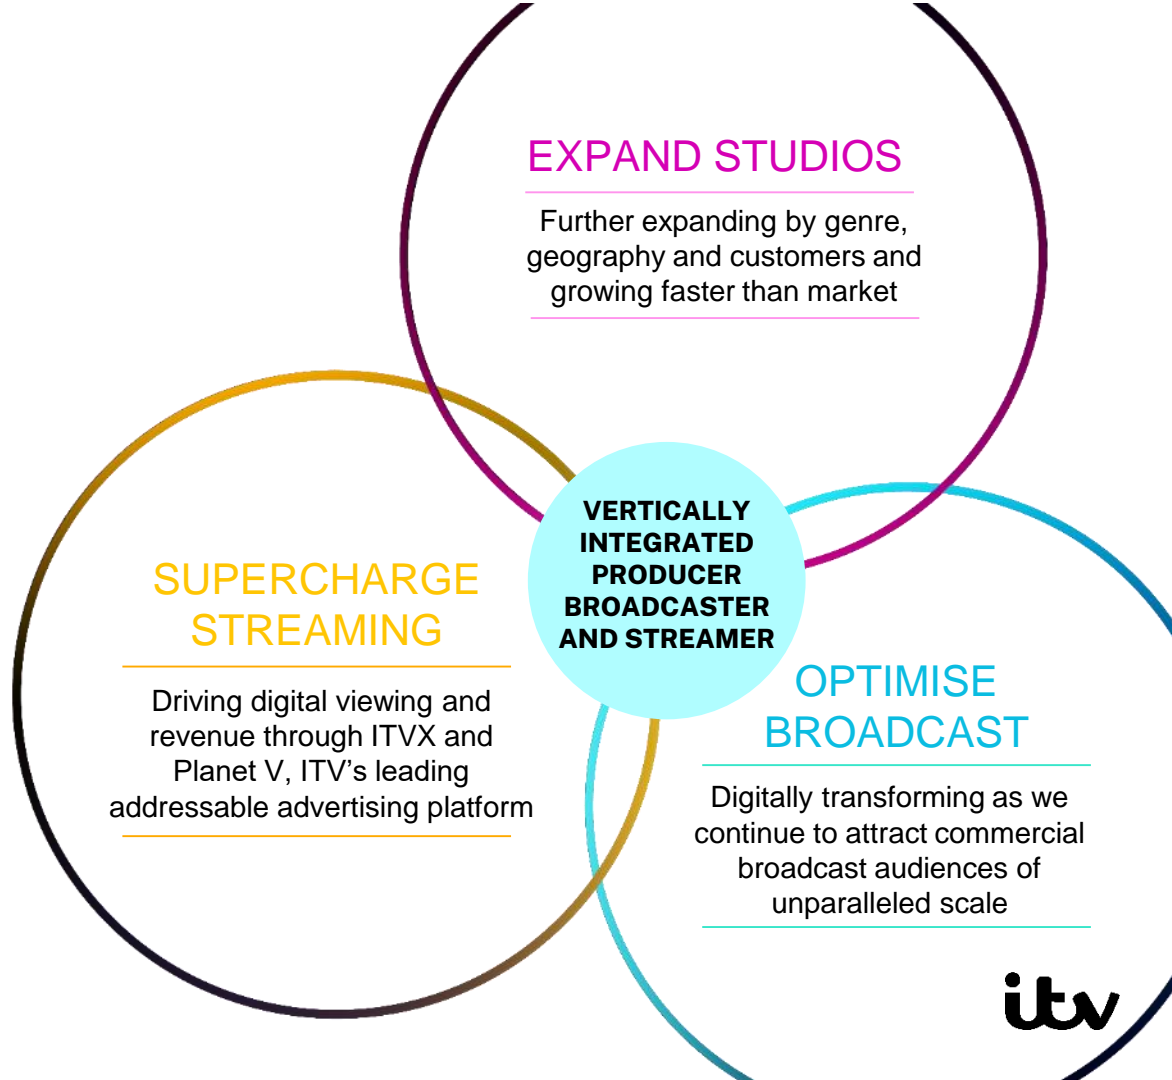 EXPAND STUDIOS
Further expanding by genre,
geography and customers and
growing faster than market
VERTICALLY
INTEGRATED
PRODUCER
BROADCASTER
AND STREAMER
SUPERCHARGE
STREAMING
Driving digital viewing and
revenue through ITVX and
Planet V, ITV's leading
addressable advertising platform
OPTIMISE
BROADCAST
Digitally transforming as we
continue to attract commercial
broadcast audiences of
unparalleled scale
itv